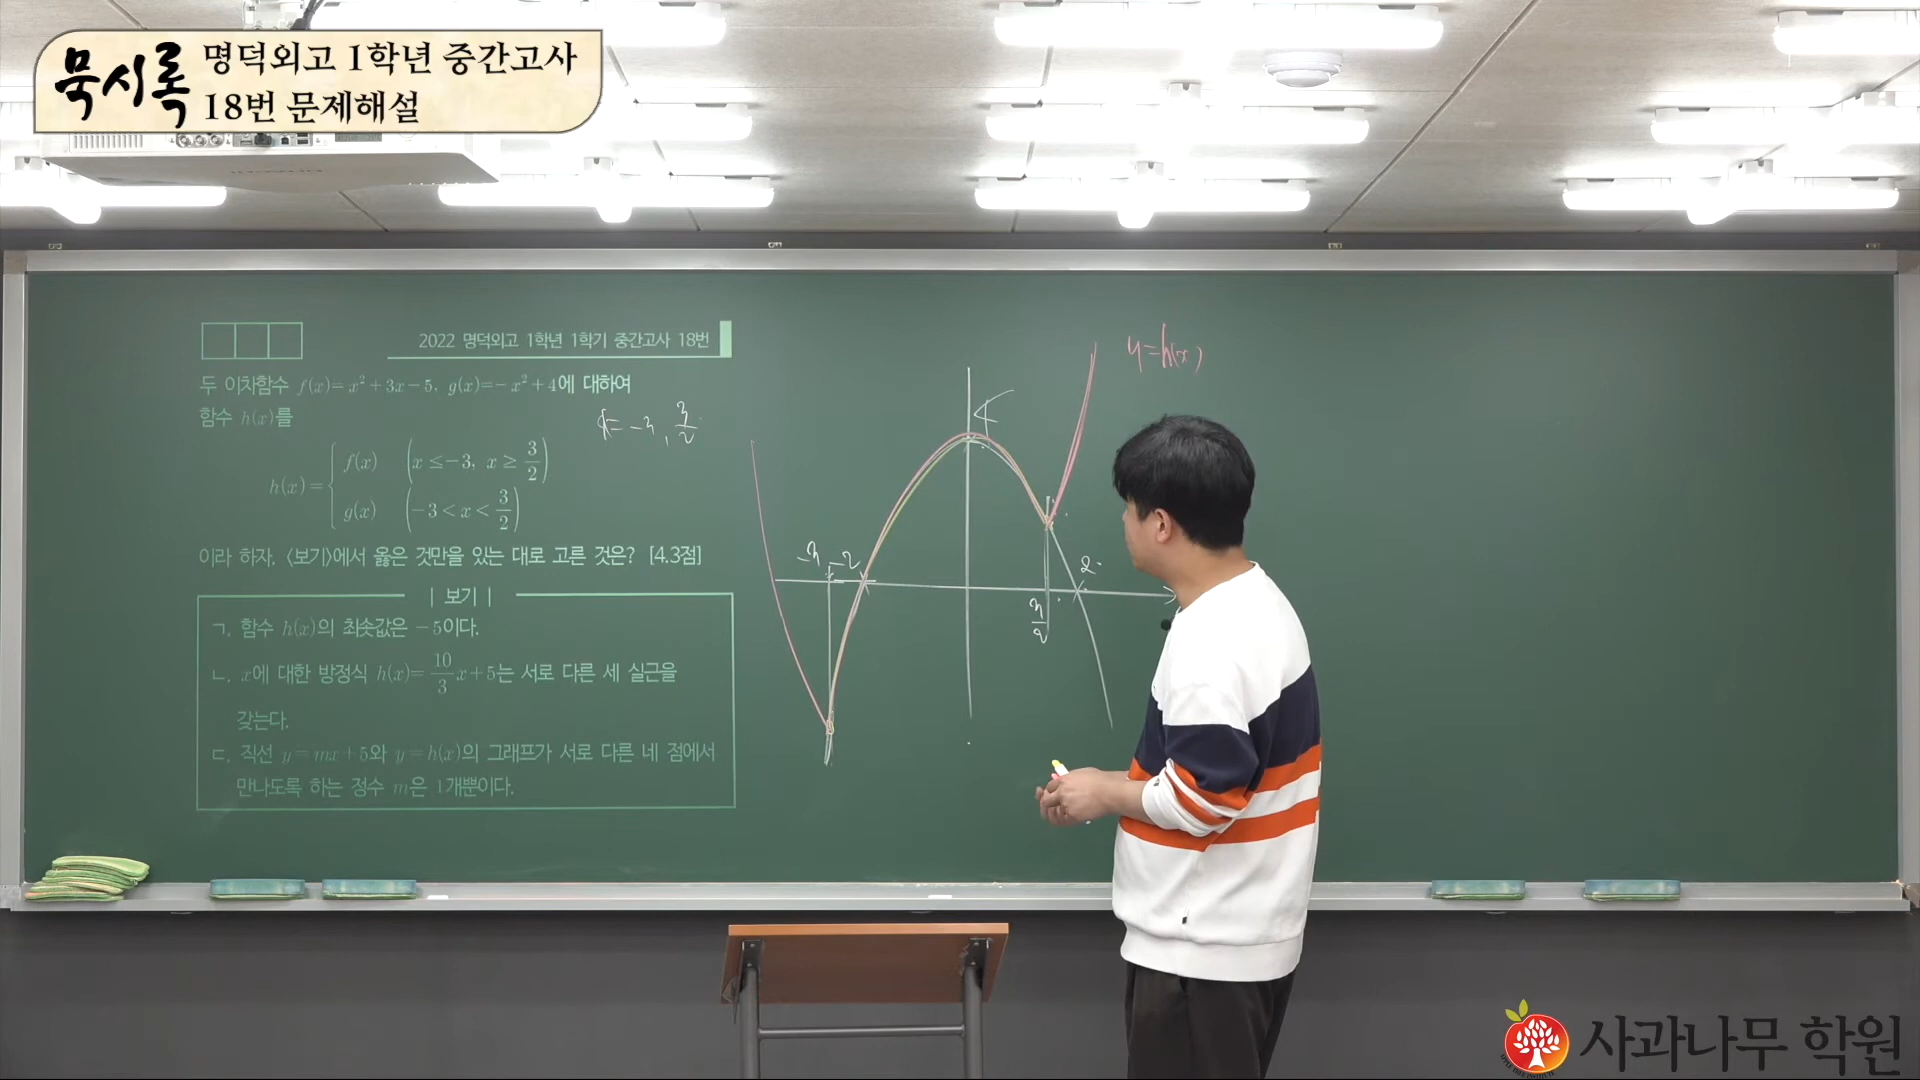 묵시록
명덕외고 1학년 중간고사
18번 문제해설
2022 명덕외고 1학년 1학기 중간고사 18번
두 이차함수 f(x)=x²+3x-5, g(x)=-x²+4에 대하여
함수 h(x)를
h(x)={ f(x) (x≤-3, x≥3/2)
g(x) (-3<x<3/2)
이라 하자. <보기>에서 옳은 것만을 있는 대로 고른 것은? [4.3점]
| 보기 |
ㄱ. 함수 h(x)의 최솟값은 -5이다.
ㄴ. x에 대한 방정식 h(x)=10/3x+5는 서로 다른 세 실근을
갖는다.
ㄷ. 직선 y=mx+5와 y=h(x)의 그래프가 서로 다른 네 점에서
만나도록 하는 정수 m은 1개뿐이다.
-3, 3/2
y=h(x)
4
-3
-2
2
3/2
사과나무 학원